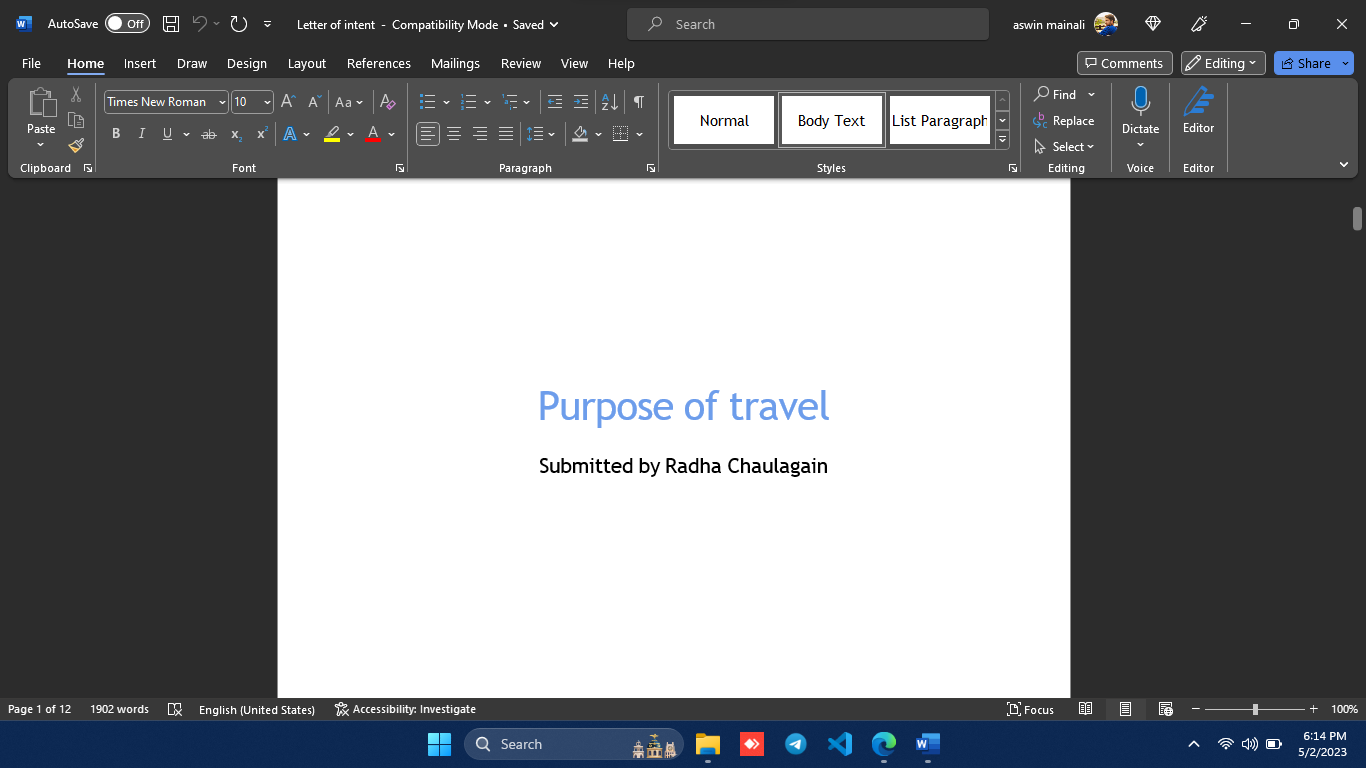 AutoSave Off Letter of intent - Compatibility Mode • Saved Search aswin mainali
File Home Insert Draw Design Layout References Mailings Review View Help Comments Editing Share
Paste
Clipboard
Times New Roman 10 Aa
B I U ab x₂ x² A A
Font
Paragraph
Normal Body Text List Paragraph
Styles
Find
Replace
Select
Editing
Dictate
Voice
Editor
Editor
Purpose of travel
Submitted by Radha Chaulagain
Page 1 of 12 1902 words English (United States) Accessibility: Investigate Focus 100%
Search 6:14 PM
5/2/2023